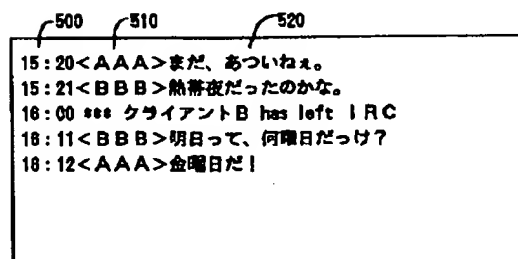 500 510 520
15:20<AAA>まだ、あついねぇ。
15:21<BBB>熱帯夜だったのかな。
16:00 *** クライアントB has left IRC
18:11<BBB>明日って、何曜日だっけ?
18:12<AAA>金曜日だ!